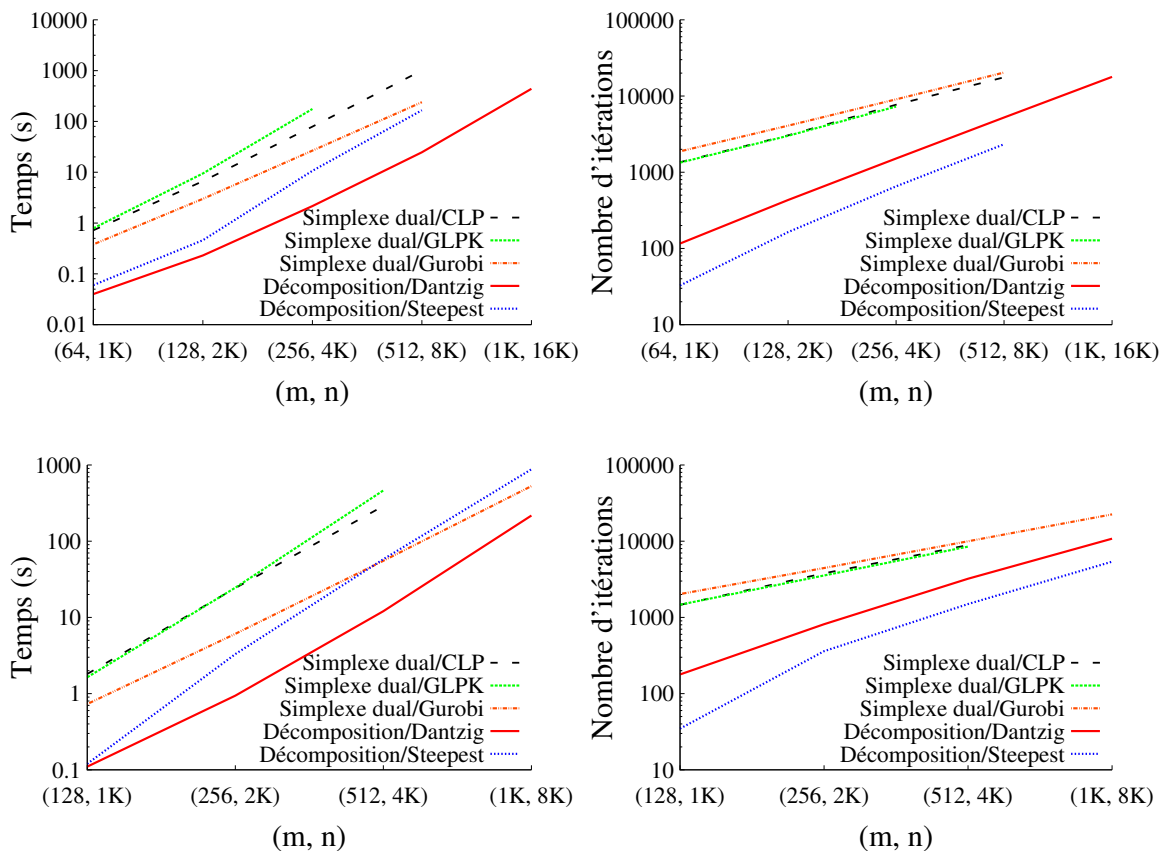 10000
1000
100
10
1
0.1
0.01
Temps (s)
Simplexe dual/CLP
Simplexe dual/GLPK
Simplexe dual/Gurobi
Décomposition/Dantzig
Décomposition/Steepest
(64, 1K) (128, 2K) (256, 4K) (512, 8K) (1K, 16K)
(m, n)
100000
10000
1000
100
10
Nombre d'itérations
Simplexe dual/CLP
Simplexe dual/GLPK
Simplexe dual/Gurobi
Décomposition/Dantzig
Décomposition/Steepest
(64, 1K) (128, 2K) (256, 4K) (512, 8K) (1K, 16K)
(m, n)
1000
100
10
1
0.1
Temps (s)
Simplexe dual/CLP
Simplexe dual/GLPK
Simplexe dual/Gurobi
Décomposition/Dantzig
Décomposition/Steepest
(128, 1K) (256, 2K) (512, 4K) (1K, 8K)
(m, n)
100000
10000
1000
100
10
Nombre d'itérations
Simplexe dual/CLP
Simplexe dual/GLPK
Simplexe dual/Gurobi
Décomposition/Dantzig
Décomposition/Steepest
(128, 1K) (256, 2K) (512, 4K) (1K, 8K)
(m, n)